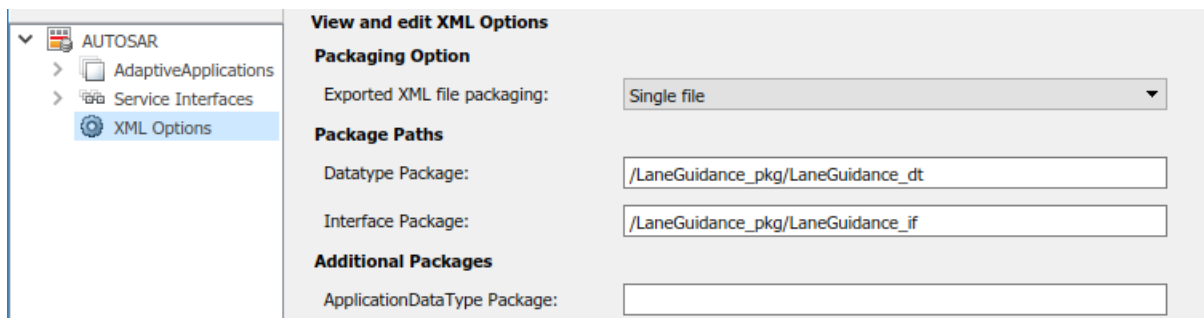 AUTOSAR
AdaptiveApplications
Service Interfaces
XML Options
View and edit XML Options
Packaging Option
Exported XML file packaging: Single file
Package Paths
Datatype Package: /LaneGuidance_pkg/LaneGuidance_dt
Interface Package: /LaneGuidance_pkg/LaneGuidance_if
Additional Packages
ApplicationDataType Package: